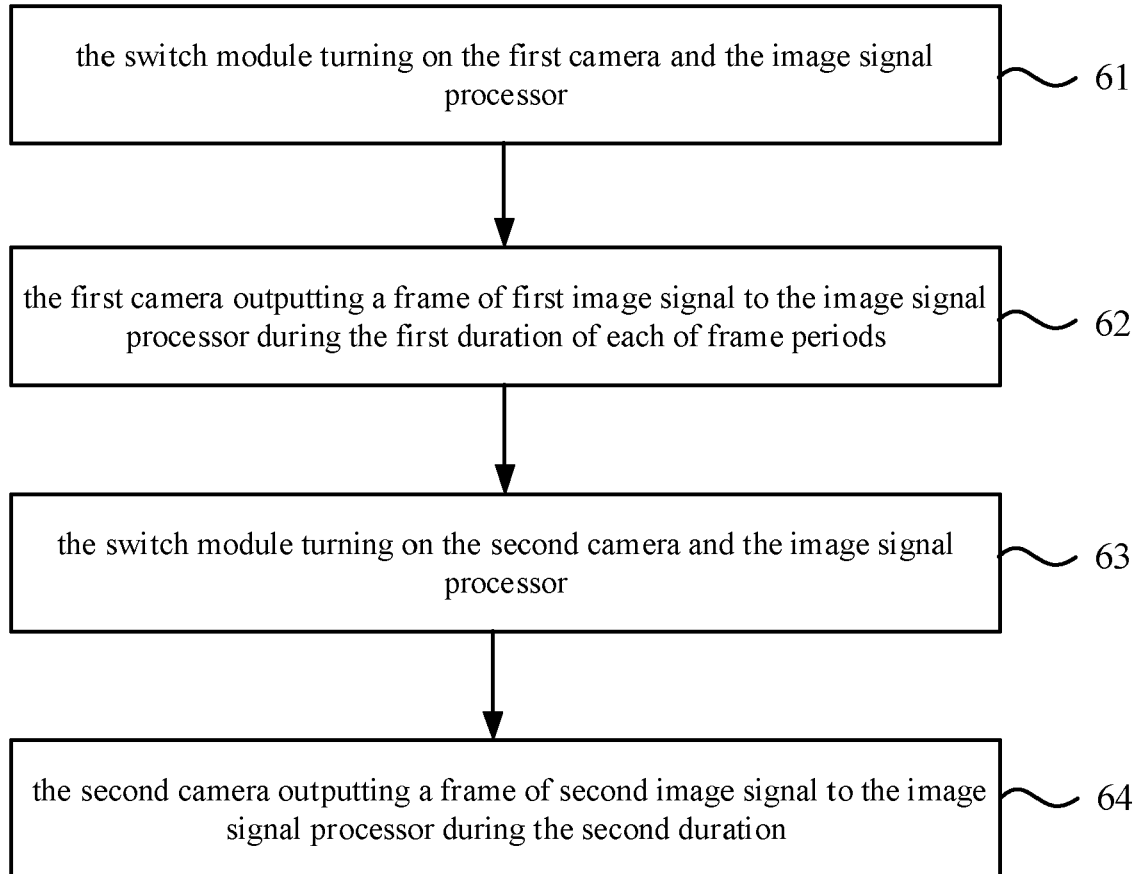 the switch module turning on the first camera and the image signal
processor
61
the first camera outputting a frame of first image signal to the image signal
processor during the first duration of each of frame periods
62
the switch module turning on the second camera and the image signal
processor
63
the second camera outputting a frame of second image signal to the image
signal processor during the second duration
64